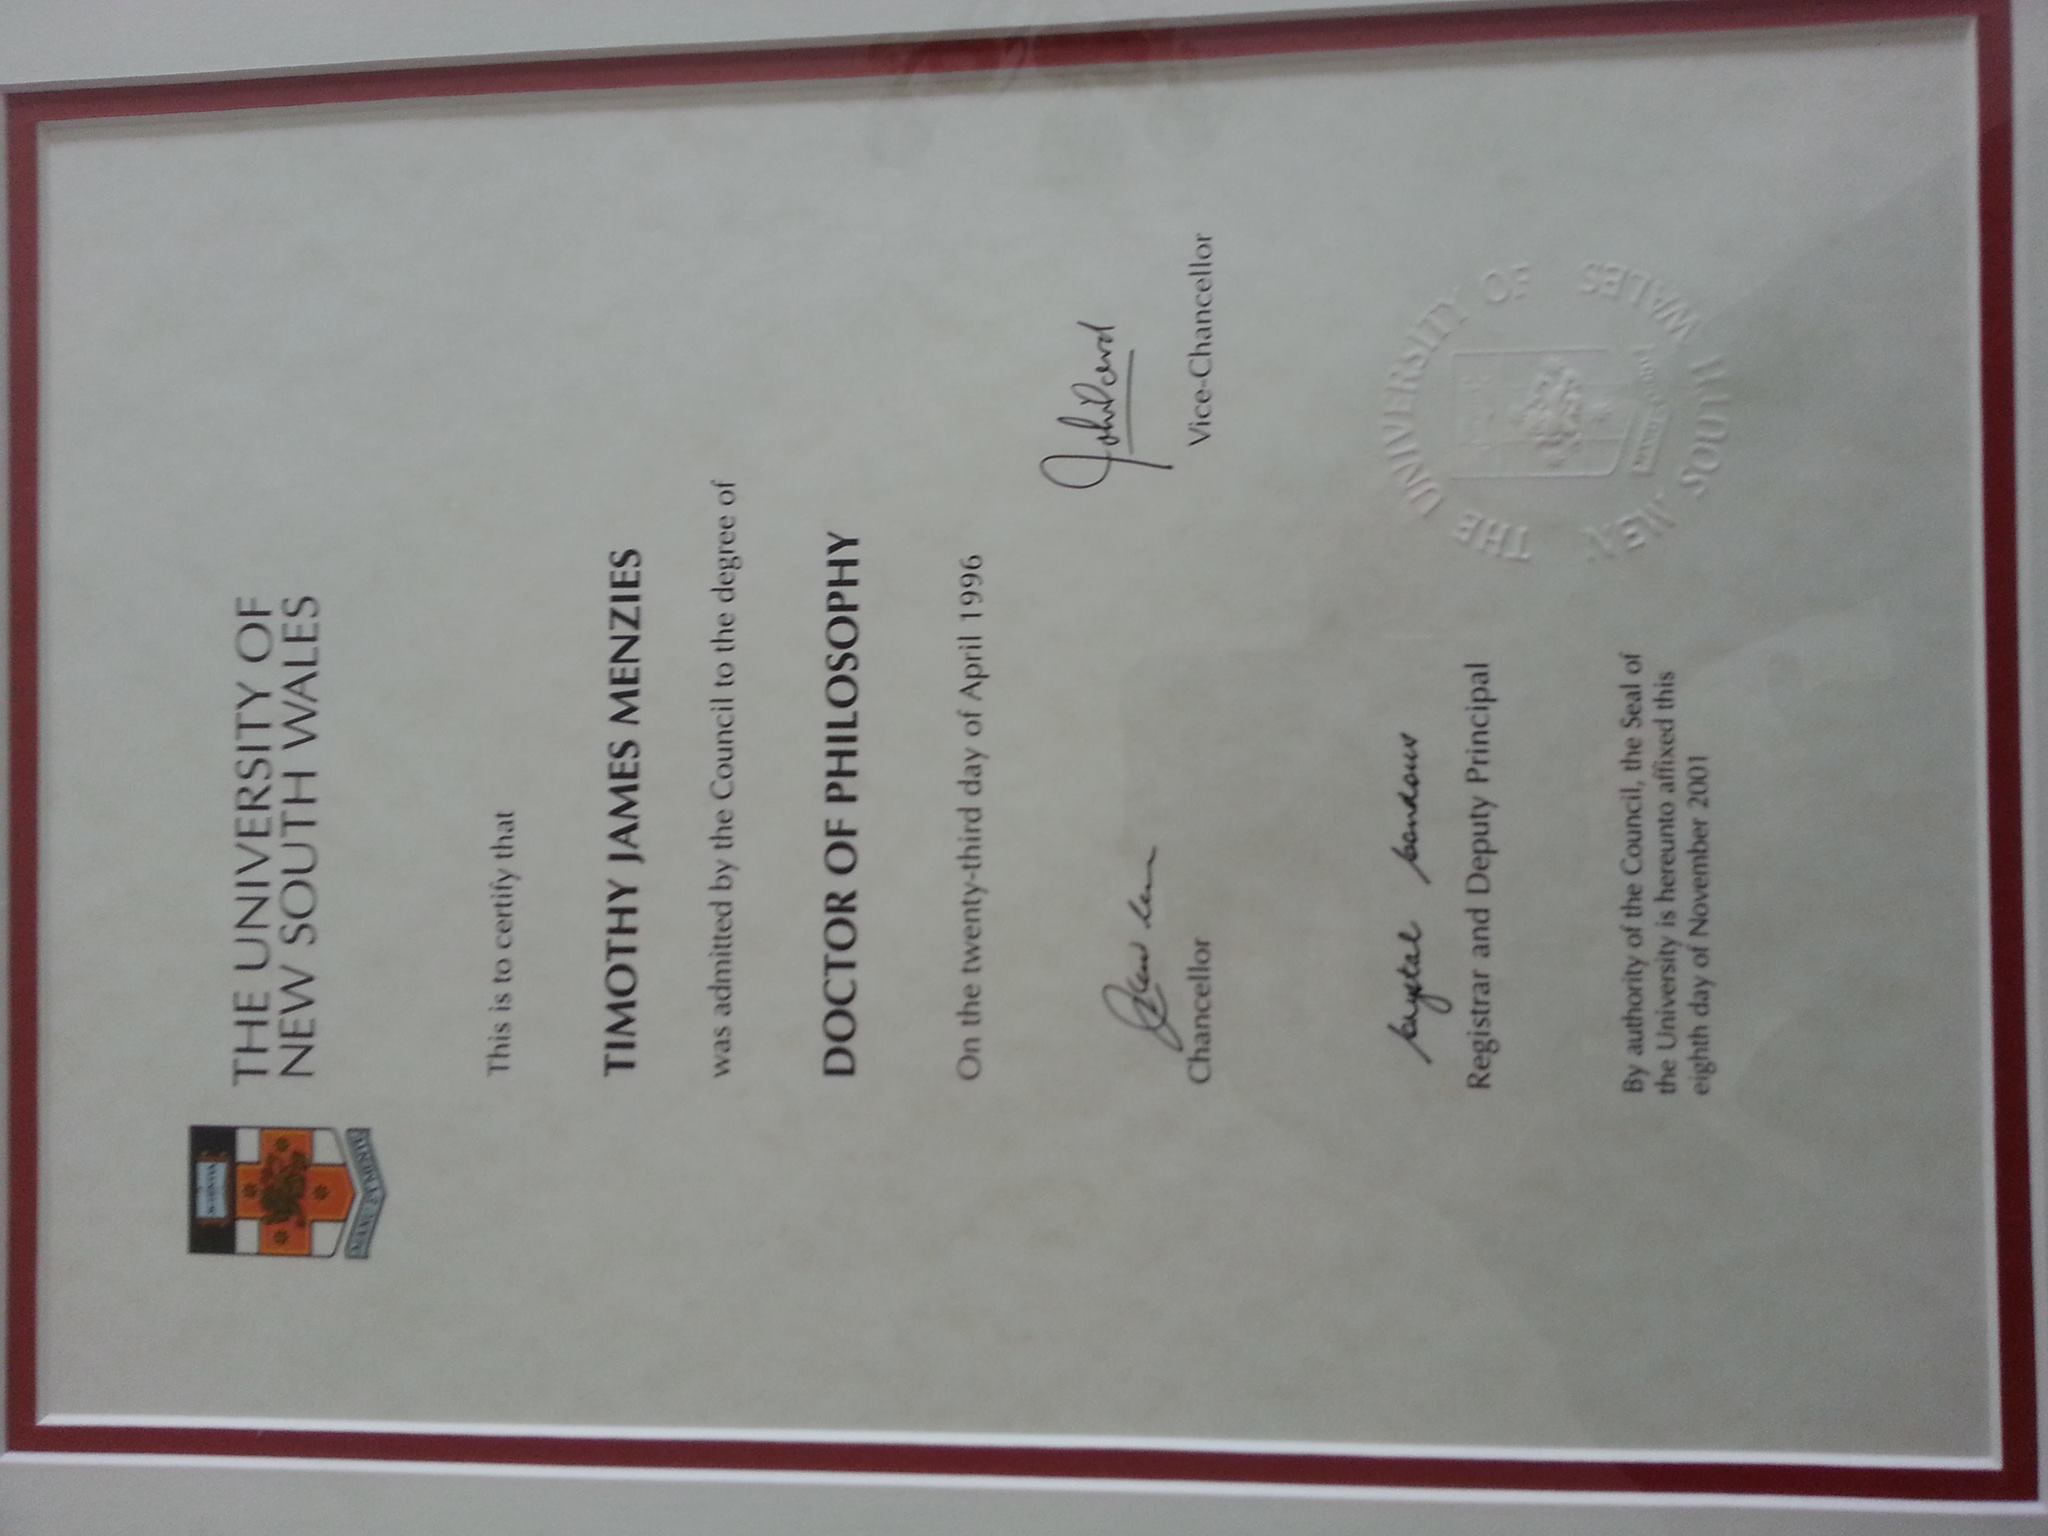 THE UNIVERSITY OF
NEW SOUTH WALES
SCIENTIA
MANU ET MENTE
This is to certify that
TIMOTHY JAMES MENZIES
was admitted by the Council to the degree of
DOCTOR OF PHILOSOPHY
On the twenty-third day of April 1996
Chancellor
Vice-Chancellor
Registrar and Deputy Principal
By authority of the Council, the Seal of
the University is hereunto affixed this
eighth day of November 2001
THE UNIVERSITY OF NEW SOUTH WALES